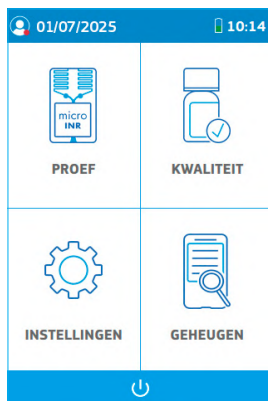 01/07/2025 10:14
micro
INR
PROEF
KWALITEIT
INSTELLINGEN
GEHEUGEN